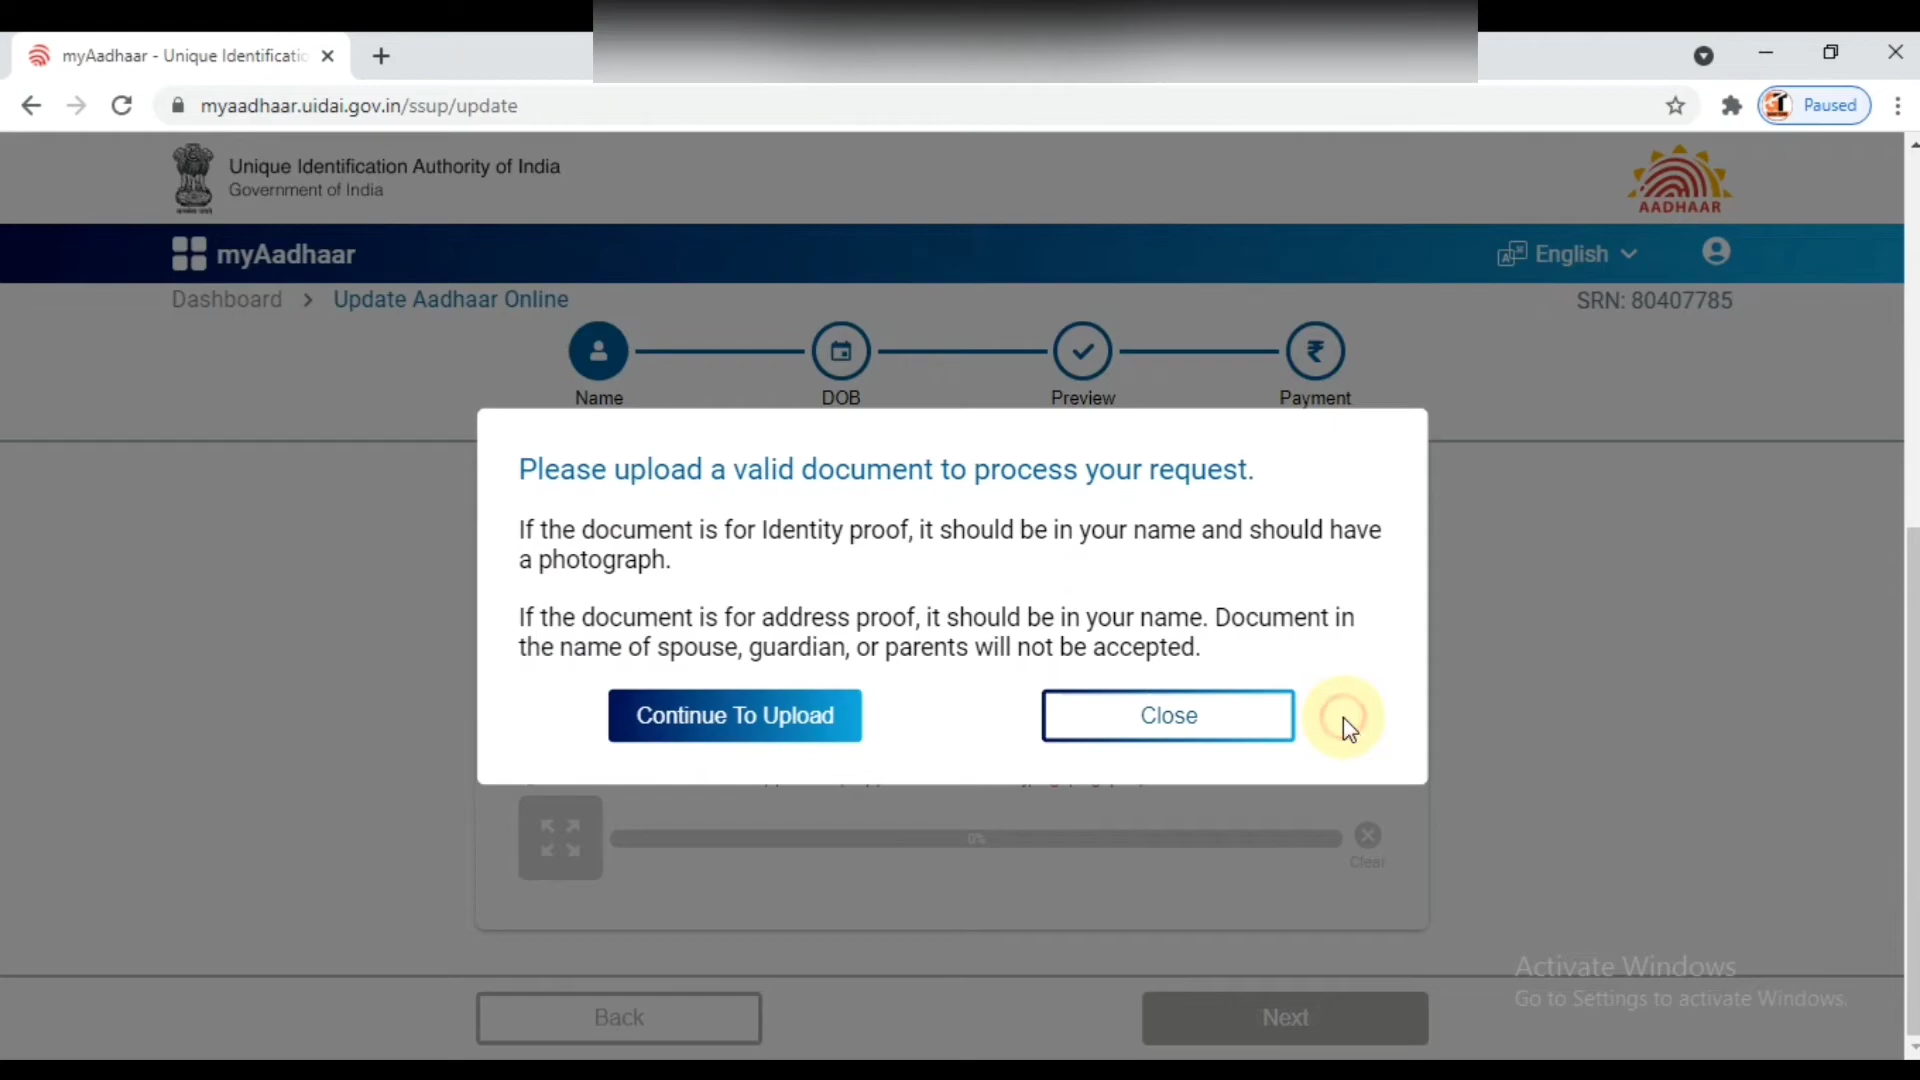 myAadhaar - Unique Identificatio
myaadhaar.uidai.gov.in/ssup/update
Paused
Unique Identification Authority of India
Government of India
AADHAAR
myAadhaar
English
Dashboard > Update Aadhaar Online
SRN: 80407785
Name
DOB
Preview
Payment
Please upload a valid document to process your request.
If the document is for Identity proof, it should be in your name and should have
a photograph.
If the document is for address proof, it should be in your name. Document in
the name of spouse, guardian, or parents will not be accepted.
Continue To Upload
Close
0%
Clear
Activate Windows
Go to Settings to activate Windows.
Back
Next